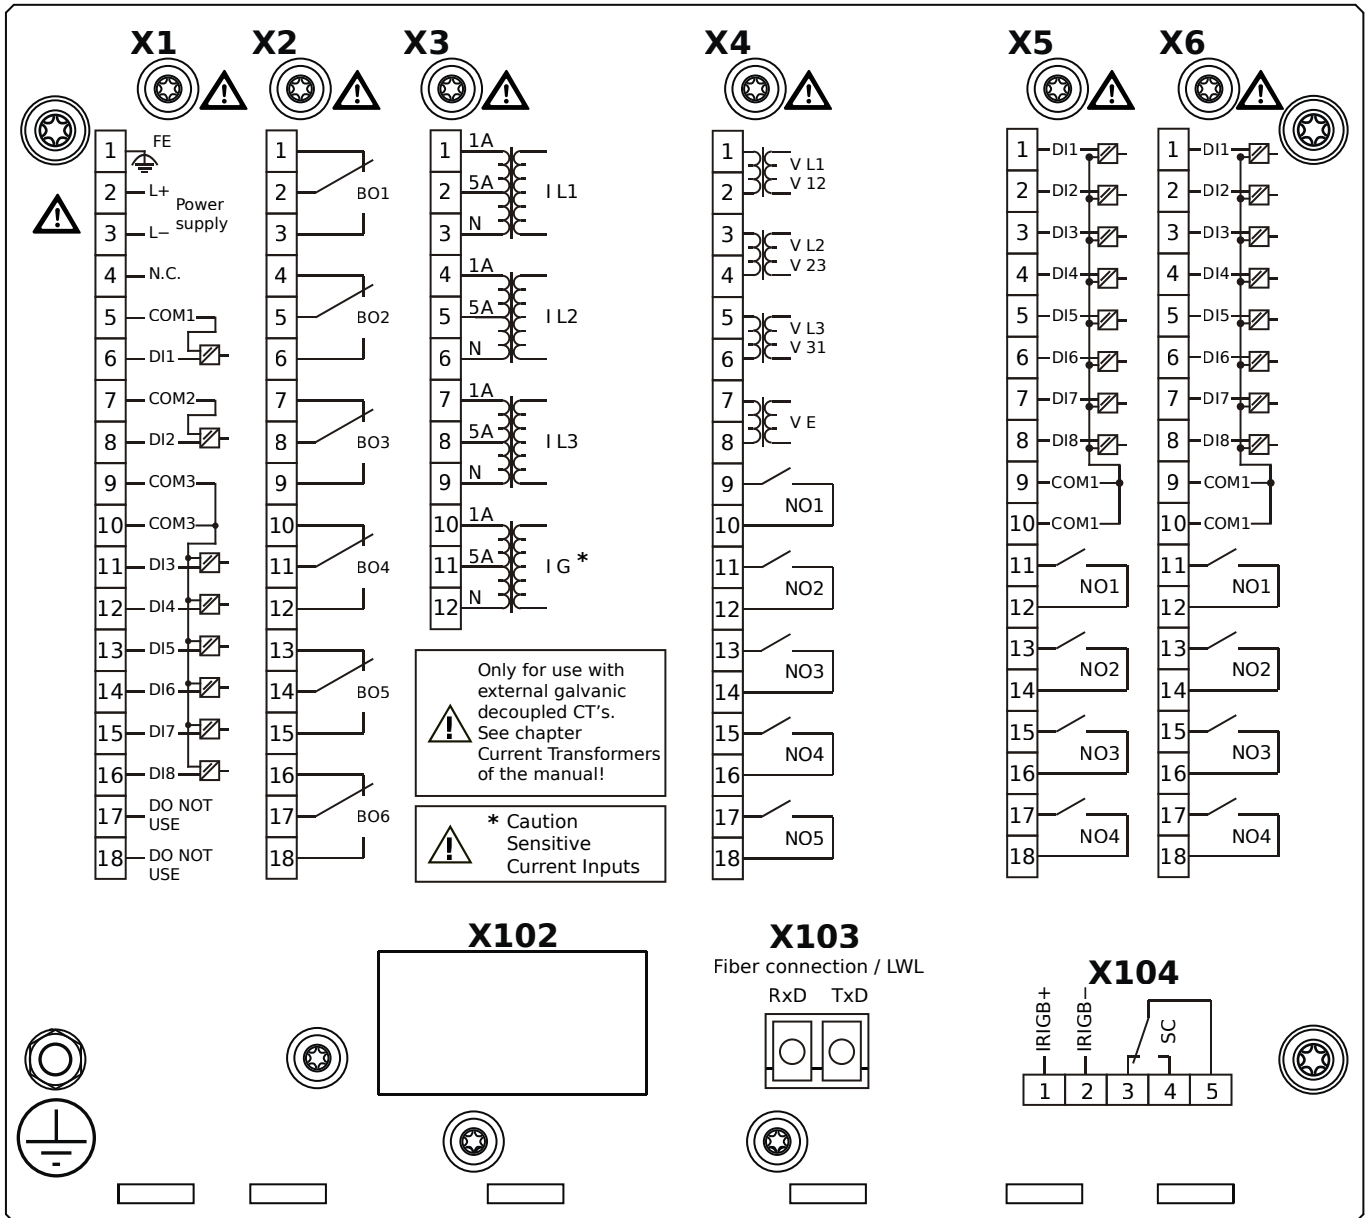 X1 X2 X3 X4 X5 X6
1 FE
2 L+
Power
supply
3 L−
4 N.C.
5 COM1
6 DI1
7 COM2
8 DI2
9 COM3
10 COM3
11 DI3
12 DI4
13 DI5
14 DI6
15 DI7
16 DI8
17 DO NOT
USE
18 DO NOT
USE
1
2 BO1
3
4
5 BO2
6
7
8 BO3
9
10
11 BO4
12
13
14 BO5
15
16
17 BO6
18
1 1A
2 5A I L1
3 N
4 1A
5 5A I L2
6 N
7 1A
8 5A I L3
9 N
10 1A
11 5A I G *
12 N
Only for use with
external galvanic
decoupled CT's.
See chapter
Current Transformers
of the manual!
* Caution
Sensitive
Current Inputs
1 V L1
2 V 12
3 V L2
4 V 23
5 V L3
6 V 31
7
V E
8
9
NO1
10
11
NO2
12
13
NO3
14
15
NO4
16
17
NO5
18
1 DI1
2 DI2
3 DI3
4 DI4
5 DI5
6 DI6
7 DI7
8 DI8
9 COM1
10 COM1
11
NO1
12
13
NO2
14
15
NO3
16
17
NO4
18
1 DI1
2 DI2
3 DI3
4 DI4
5 DI5
6 DI6
7 DI7
8 DI8
9 COM1
10 COM1
11
NO1
12
13
NO2
14
15
NO3
16
17
NO4
18
X102
X103
Fiber connection / LWL
RxD TxD
X104
IRIGB+
IRIGB−
SC
1 2 3 4 5